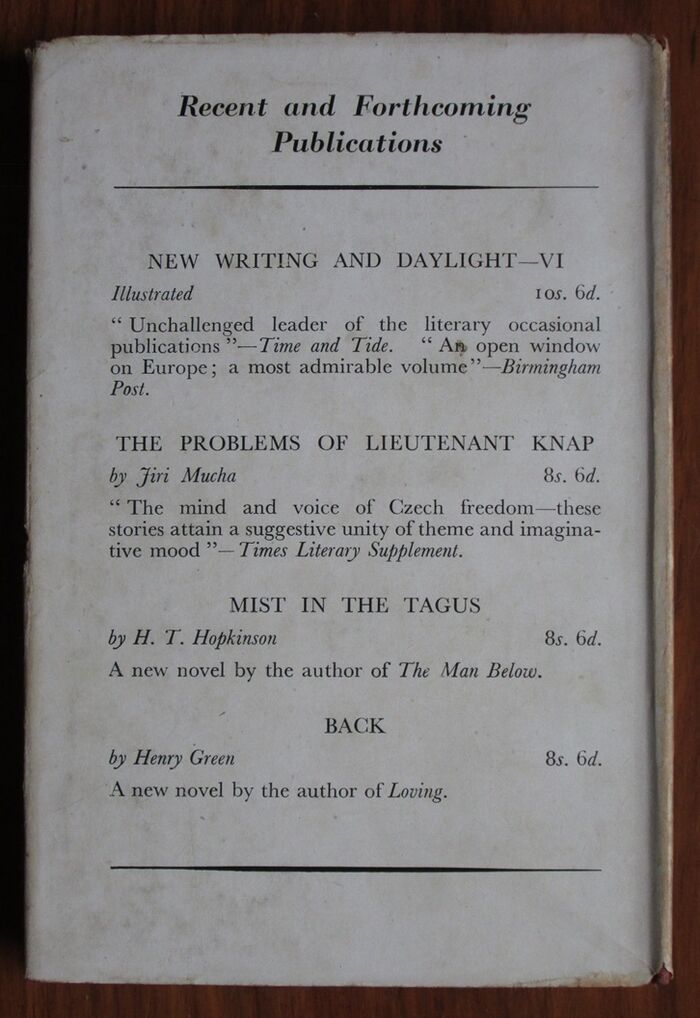 Recent and Forthcoming
Publications
NEW WRITING AND DAYLIGHT—VI
Illustrated 10s. 6d.
“ Unchallenged leader of the literary occasional
publications ”—Time and Tide. “ An open window
on Europe ; a most admirable volume ”—Birmingham
Post.
THE PROBLEMS OF LIEUTENANT KNAP
by Jiri Mucha 8s. 6d.
“ The mind and voice of Czech freedom—these
stories attain a suggestive unity of theme and imagina-
tive mood ”—Times Literary Supplement.
MIST IN THE TAGUS
by H. T. Hopkinson 8s. 6d.
A new novel by the author of The Man Below.
BACK
by Henry Green 8s. 6d.
A new novel by the author of Loving.